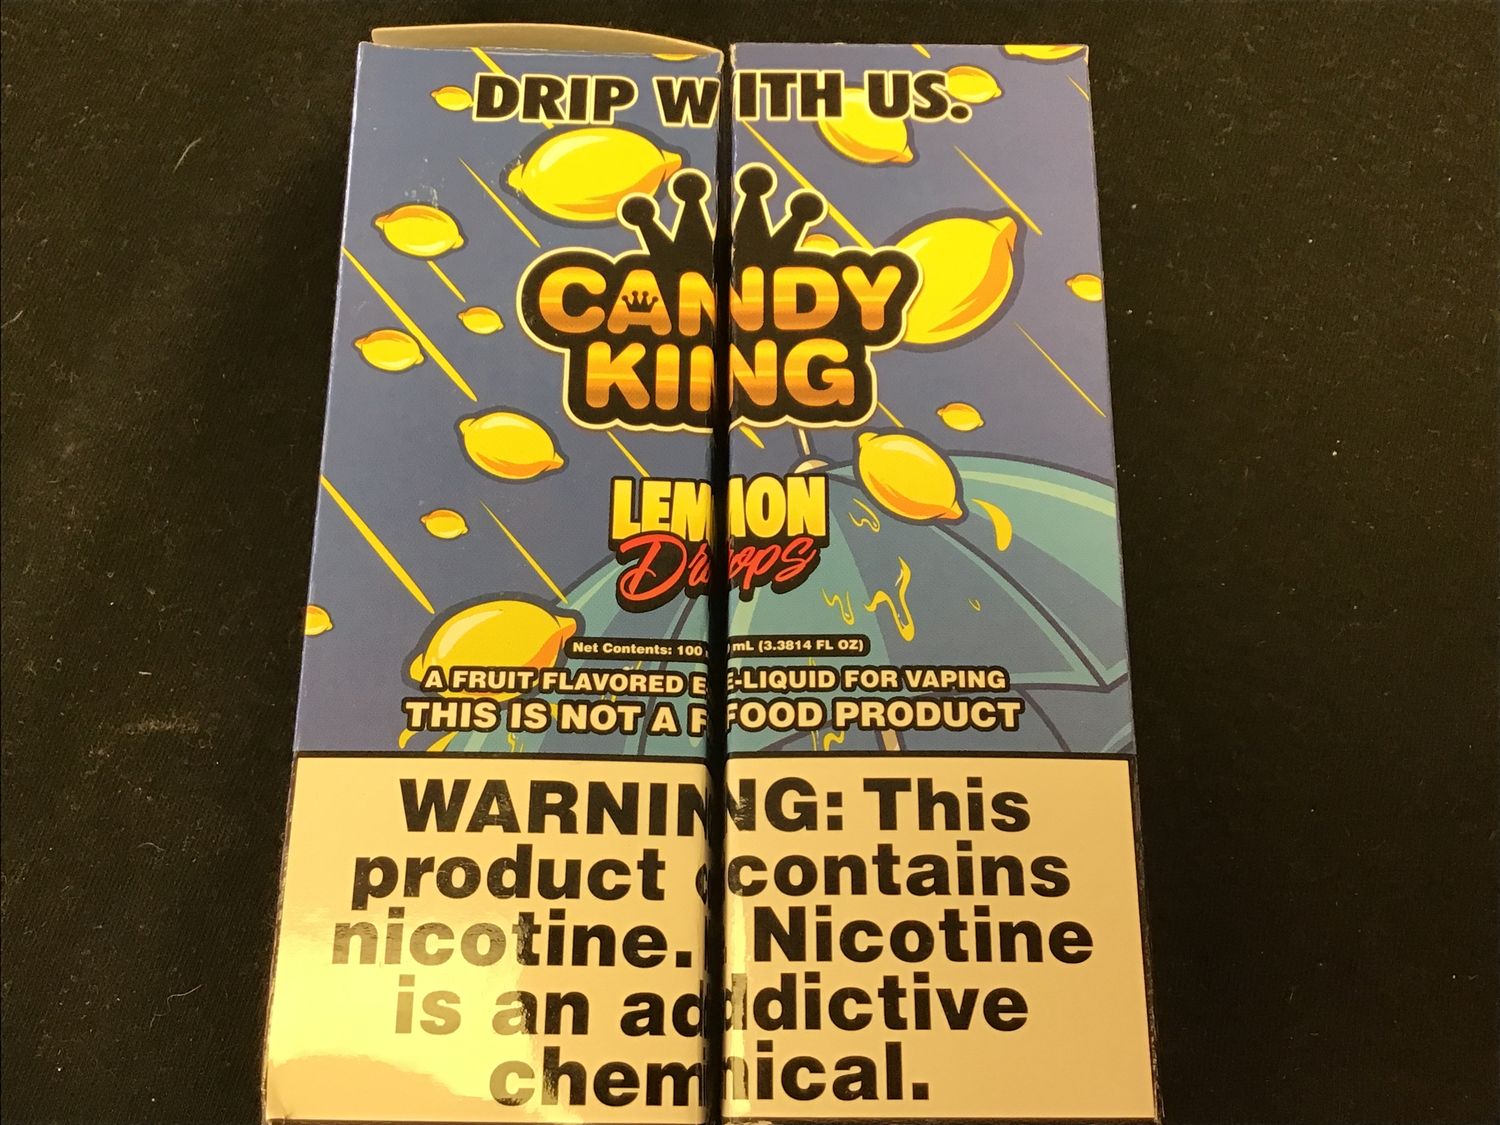 DRIP WITH US.
CANDY
KING
LEMON
Drops
Net Contents: 100 mL (3.3814 FL OZ)
A FRUIT FLAVORED E-LIQUID FOR VAPING
THIS IS NOT A FOOD PRODUCT
WARNING: This
product contains
nicotine. Nicotine
is an addictive
chemical.